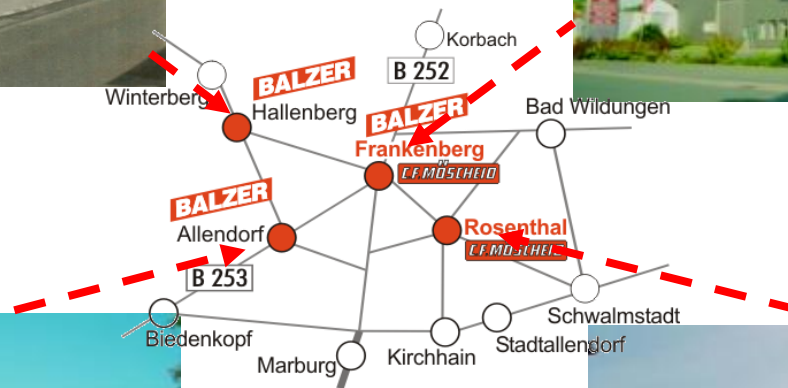 Korbach
B 252
BALZER
Winterberg
Hallenberg
BALZER
Bad Wildungen
Frankenberg
C.F.MÖSCHEID
BALZER
Allendorf
Rosenthal
C.F.MÖSCHEID
B 253
Biedenkopf
Marburg
Kirchhain
Stadtallendorf
Schwalmstadt